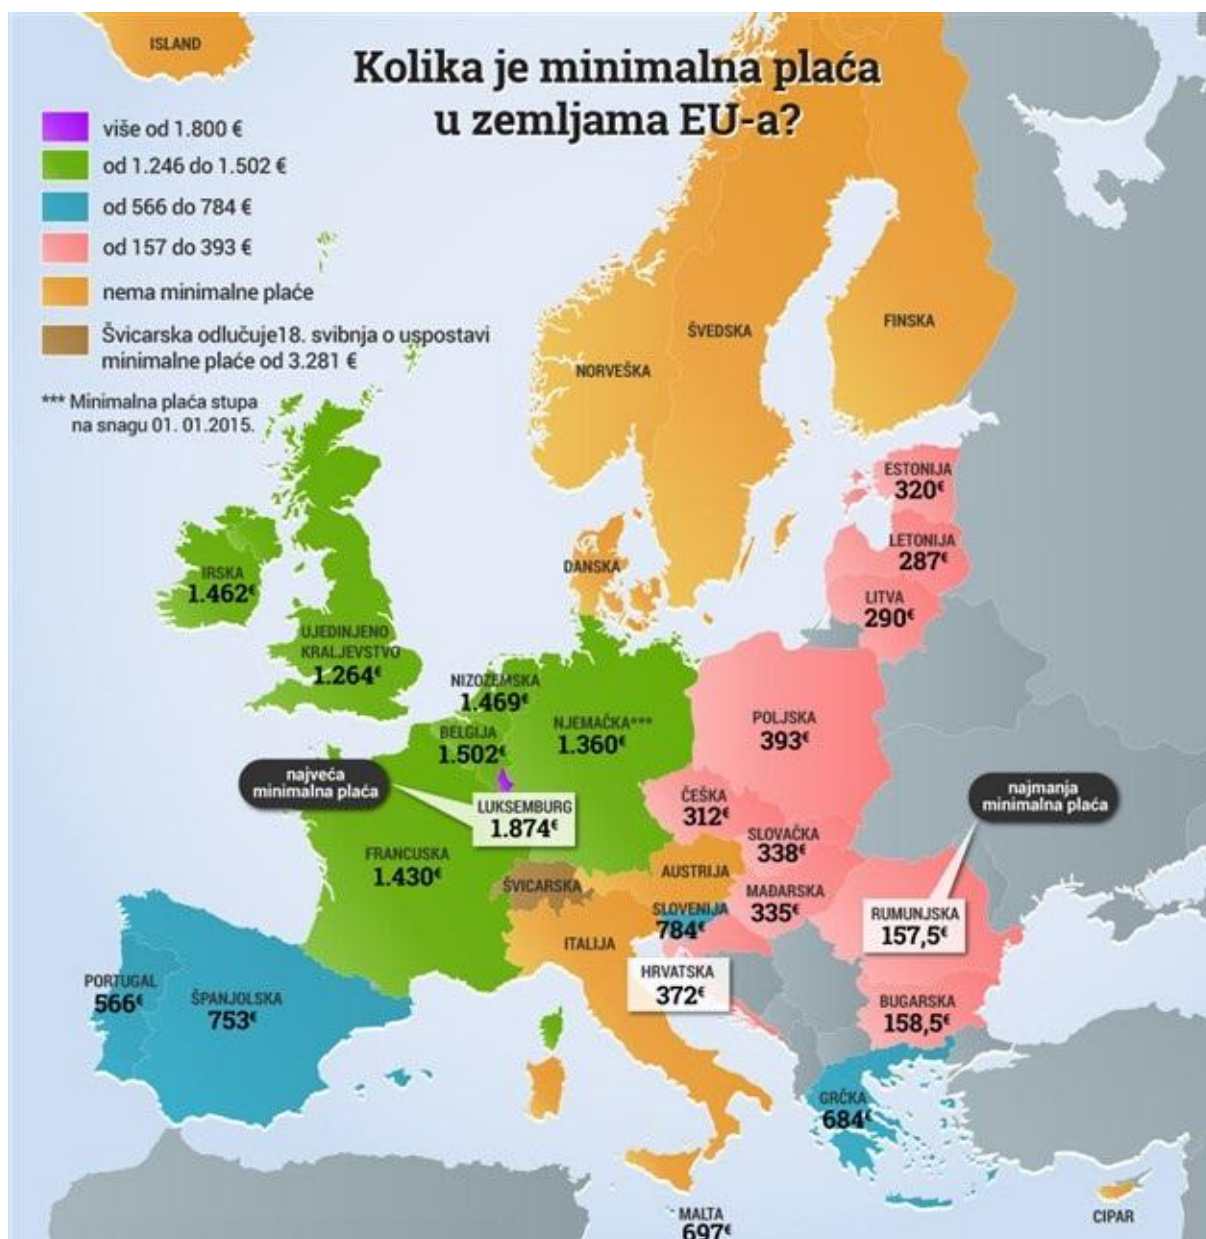 ISLAND
Kolika je minimalna plaća
u zemljama EU-a?
više od 1.800 €
od 1.246 do 1.502 €
od 566 do 784 €
od 157 do 393 €
nema minimalne plaće
Švicarska odlučuje18. svibnja o uspostavi
minimalne plaće od 3.281 €
*** Minimalna plaća stupa
na snagu 01. 01.2015.
NORVEŠKA
ŠVEDSKA
FINSKA
ESTONIJA
320€
LETONIJA
287€
LITVA
290€
DANSKA
IRSKA
1.462€
UJEDINJENO
KRALJEVSTVO
1.264€
NIZOZEMSKA
1.469€
BELGIJA
1.502€
NJEMAČKA***
1.360€
POLJSKA
393€
najveća
minimalna plaća
LUKSEMBURG
1.874€
ČEŠKA
312€
SLOVAČKA
338€
najmanja
minimalna plaća
FRANCUSKA
1.430€
ŠVICARSKA
AUSTRIJA
MAĐARSKA
335€
SLOVENIJA
784€
RUMUNJSKA
157,5€
ITALIJA
HRVATSKA
372€
PORTUGAL
566€
ŠPANJOLSKA
753€
BUGARSKA
158,5€
GRČKA
684€
MALTA
697€
CIPAR